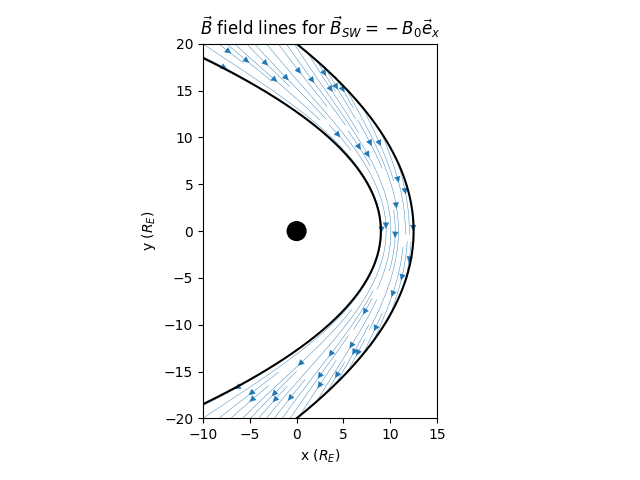 $\vec{B}$ field lines for $\vec{B}_{SW} = -B_0\vec{e}_x$
20
15
10
5
0
−5
−10
−15
−20
y ($R_E$)
−10 −5 0 5 10 15
x ($R_E$)